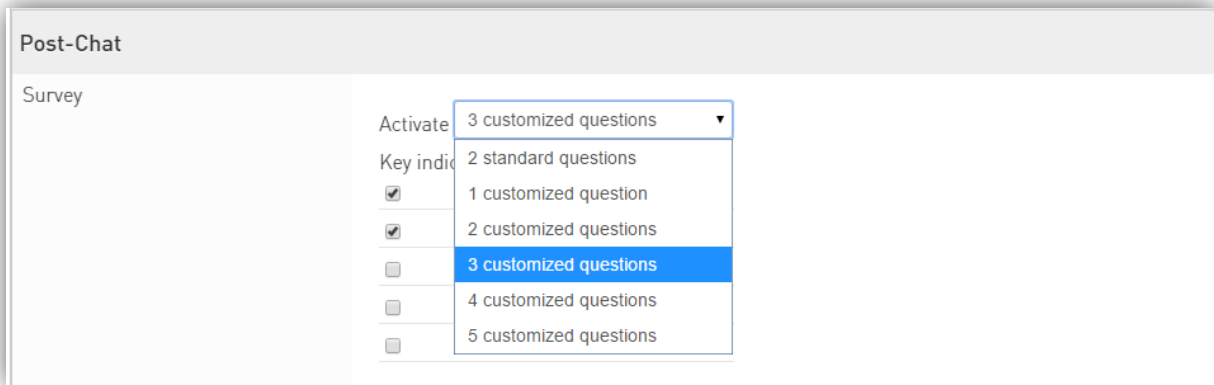 Post-Chat
Survey
Activate 3 customized questions
Key indic
2 standard questions
1 customized question
2 customized questions
3 customized questions
4 customized questions
5 customized questions